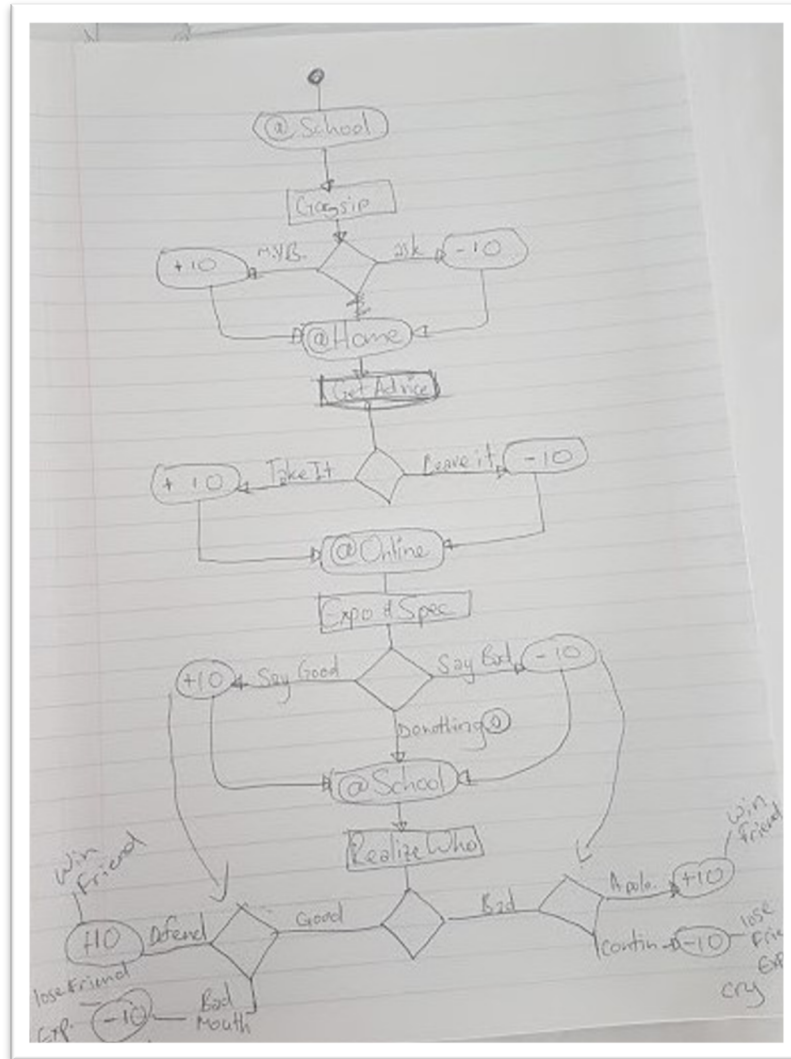 @ School
Gossip
+10 M.Y.B. ask -10
@Home
Get Advice
+10 Take It Leave it -10
@Online
Expo & Spec
+10 Say Good Say Bad -10
Do nothing 0
@School
Realize Who
Win Friend
Win Friend
+10 Defend Good Bad Apolo. +10
lose Friend
Exp. -10 Bad Mouth
contin -10 lose
cry